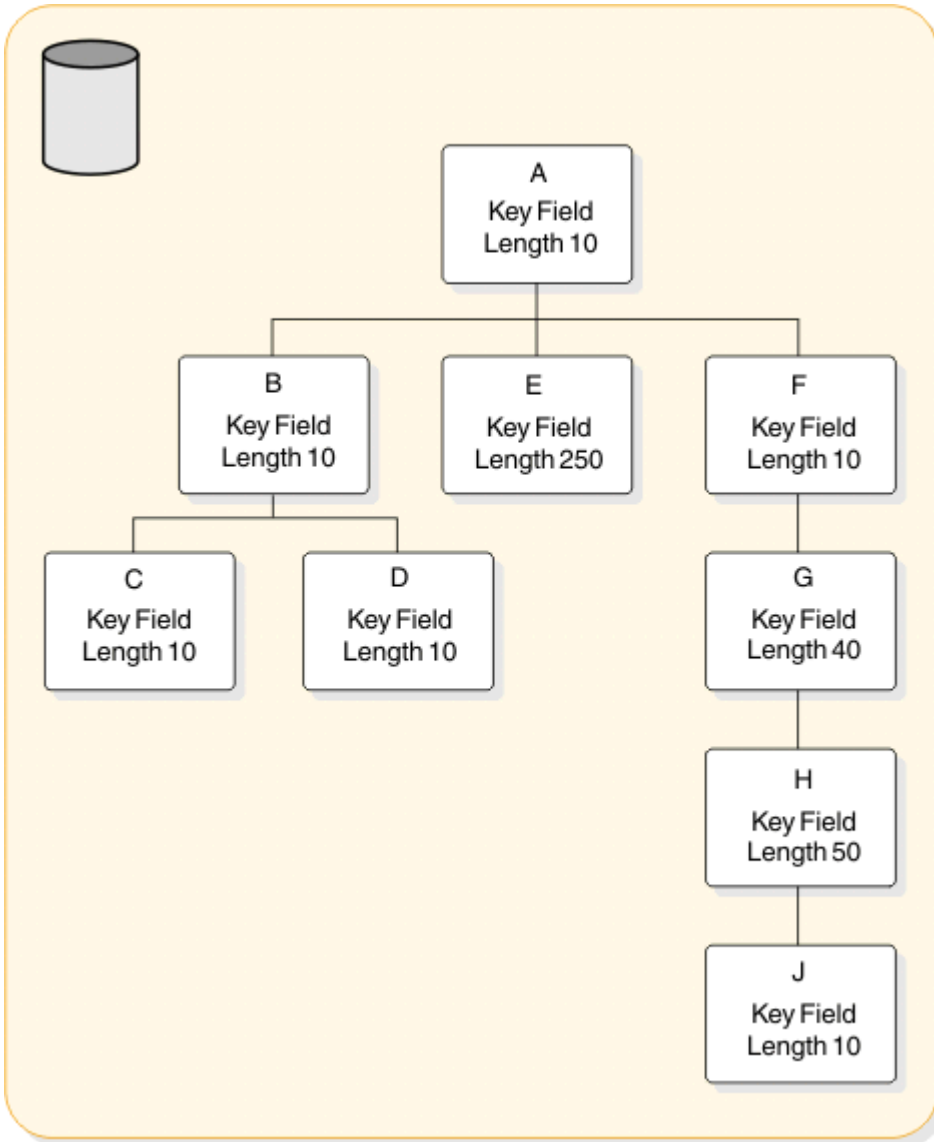 A
Key Field
Length 10
B
Key Field
Length 10
E
Key Field
Length 250
F
Key Field
Length 10
C
Key Field
Length 10
D
Key Field
Length 10
G
Key Field
Length 40
H
Key Field
Length 50
J
Key Field
Length 10